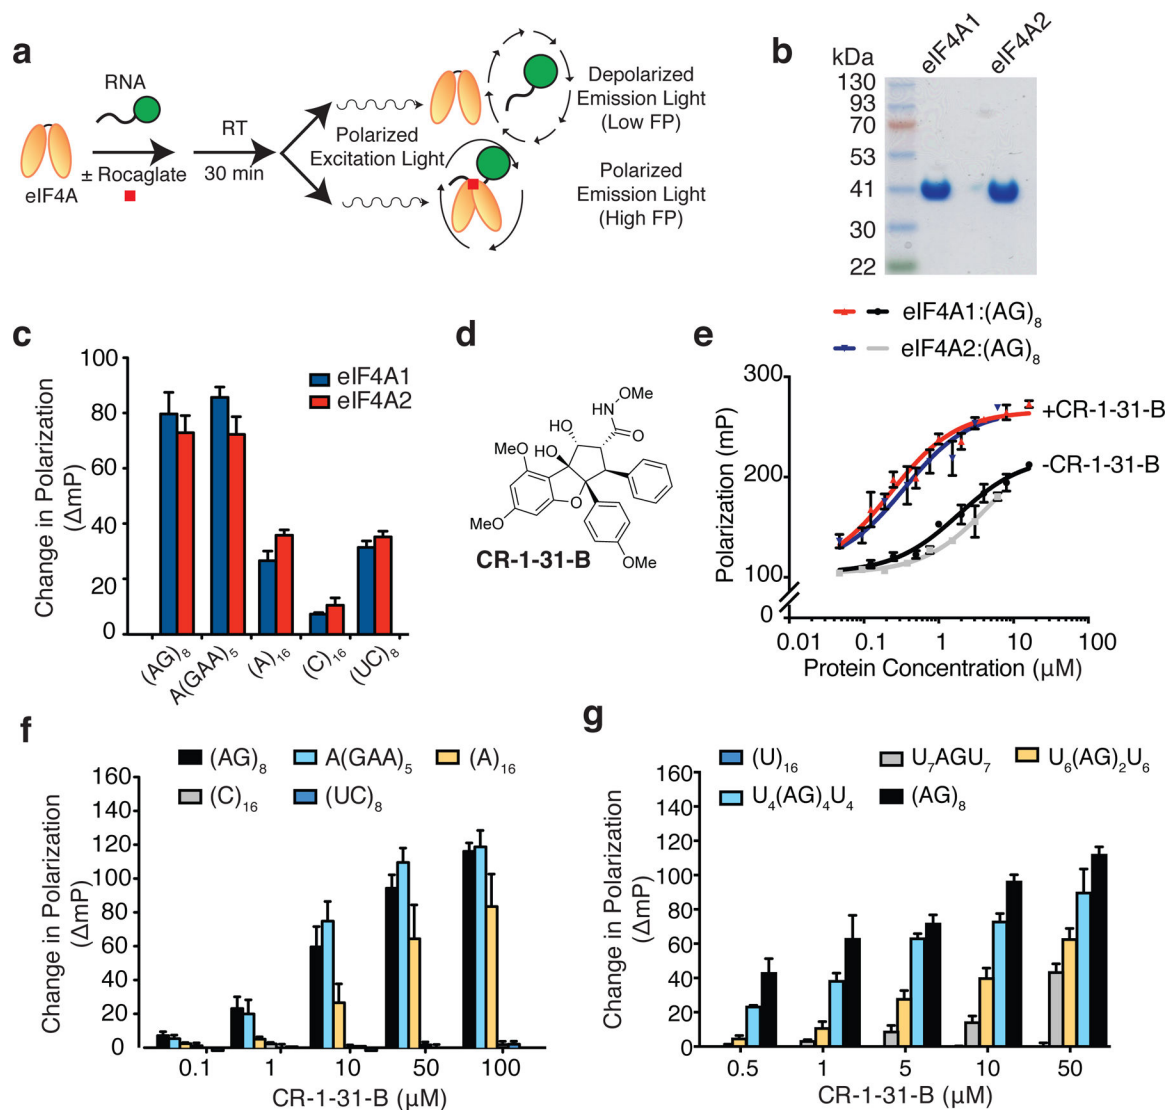 a
RNA
eIF4A
± Rocaglate
RT
30 min
Polarized
Excitation Light
Depolarized
Emission Light
(Low FP)
Polarized
Emission Light
(High FP)
b
kDa
eIF4A1
eIF4A2
130
93
70
53
41
30
22
c
Change in Polarization
(ΔmP)
100
80
60
40
20
0
eIF4A1
eIF4A2
(AG)₈
A(GAA)₅
(A)₁₆
(C)₁₆
(UC)₈
d
OMe
HN
O
HO
HO
OMe
MeO
O
OMe
CR-1-31-B
e
eIF4A1:(AG)₈
eIF4A2:(AG)₈
Polarization (mP)
300
200
100
0
+CR-1-31-B
-CR-1-31-B
0.01
0.1
1
10
100
Protein Concentration (μM)
f
(AG)₈
A(GAA)₅
(A)₁₆
(C)₁₆
(UC)₈
Change in Polarization
(ΔmP)
160
140
120
100
80
60
40
20
0
0.1
1
10
50
100
CR-1-31-B (μM)
g
(U)₁₆
U₇AGU₇
U₆(AG)₂U₆
U₄(AG)₄U₄
(AG)₈
Change in Polarization
(ΔmP)
160
140
120
100
80
60
40
20
0
0.5
1
5
10
50
CR-1-31-B (μM)